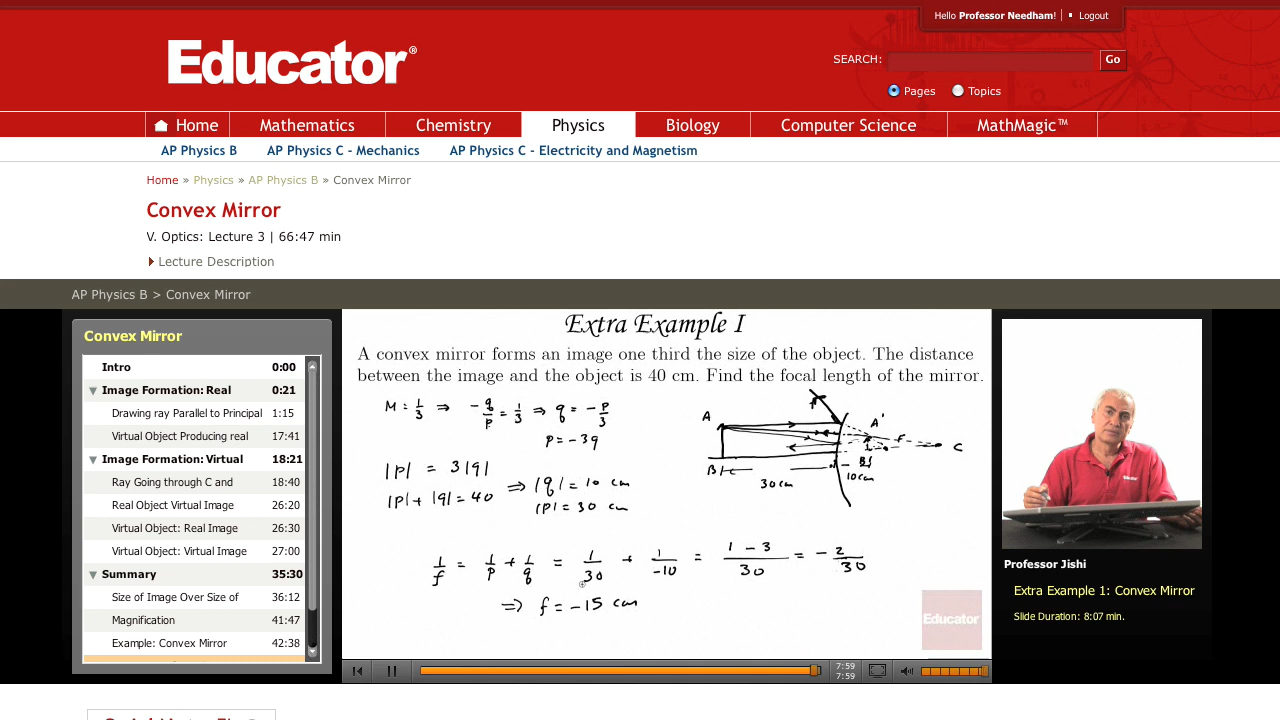 Hello Professor Needham! Logout
Educator®
SEARCH: Go
Pages Topics
Home Mathematics Chemistry Physics Biology Computer Science MathMagic™
AP Physics B AP Physics C - Mechanics AP Physics C - Electricity and Magnetism
Home » Physics » AP Physics B » Convex Mirror
Convex Mirror
V. Optics: Lecture 3 | 66:47 min
Lecture Description
AP Physics B > Convex Mirror
Convex Mirror
Intro 0:00
Image Formation: Real 0:21
Drawing ray Parallel to Principal 1:15
Virtual Object Producing real 17:41
Image Formation: Virtual 18:21
Ray Going through C and 18:40
Real Object Virtual Image 26:20
Virtual Object: Real Image 26:30
Virtual Object: Virtual Image 27:00
Summary 35:30
Size of Image Over Size of 36:12
Magnification 41:47
Example: Convex Mirror 42:38
Extra Example I
A convex mirror forms an image one third the size of the object. The distance
between the image and the object is 40 cm. Find the focal length of the mirror.
M = 1/3 ⇒ -q/p = 1/3 ⇒ q = -p/3
p = -3q
|p| = 3|q|
|p| + |q| = 40 ⇒ |q| = 10 cm
|p| = 30 cm
A A' F C
B B'
30 cm 10 cm
1/f = 1/p + 1/q = 1/30 + 1/-10 = 1 - 3/30 = -2/30
⇒ f = -15 cm
Educator
7:59
7:59
Professor Jishi
Extra Example 1: Convex Mirror
Slide Duration: 8:07 min.